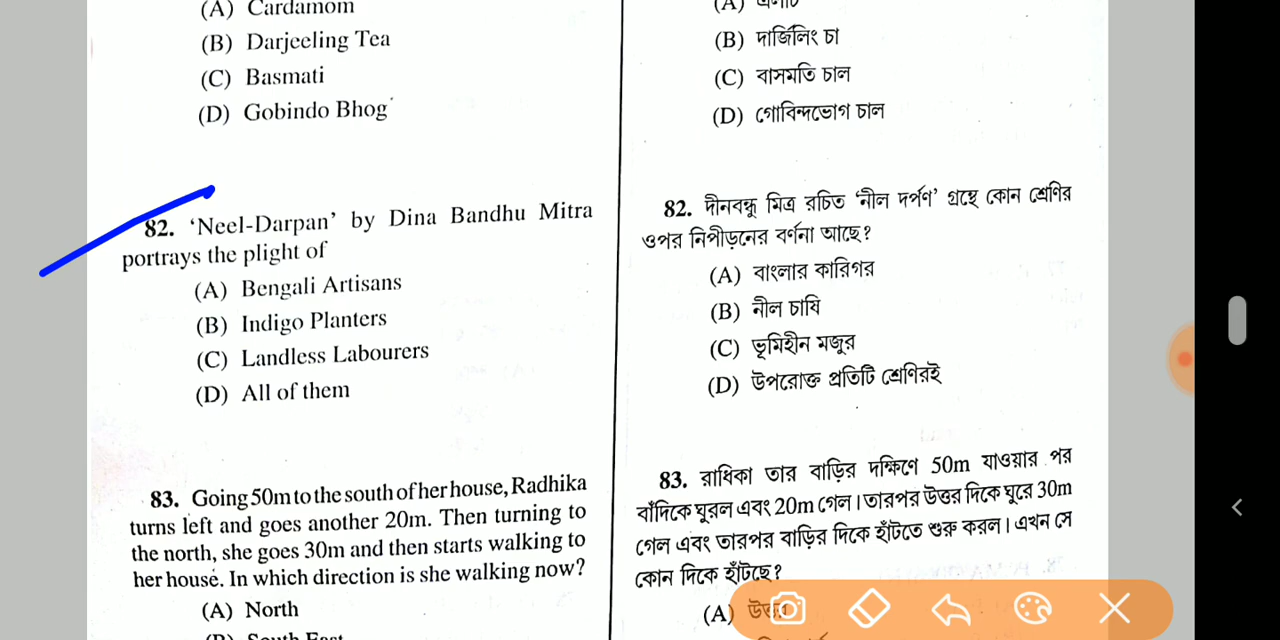 (A) Cardamom
(B) Darjeeling Tea
(C) Basmati
(D) Gobindo Bhog
82. ‘Neel-Darpan’ by Dina Bandhu Mitra
portrays the plight of
(A) Bengali Artisans
(B) Indigo Planters
(C) Landless Labourers
(D) All of them
83. Going 50m to the south of her house, Radhika
turns left and goes another 20m. Then turning to
the north, she goes 30m and then starts walking to
her house. In which direction is she walking now?
(A) North
(B) South East
(A) এলাচ
(B) দার্জিলিং চা
(C) বাসমতি চাল
(D) গোবিন্দভোগ চাল
82. দীনবন্ধু মিত্র রচিত ‘নীল দর্পণ’ গ্রন্থে কোন শ্রেণির
ওপর নিপীড়নের বর্ণনা আছে?
(A) বাংলার কারিগর
(B) নীল চাষি
(C) ভূমিহীন মজুর
(D) উপরোক্ত প্রতিটি শ্রেণিরই
83. রাধিকা তার বাড়ির দক্ষিণে 50m যাওয়ার পর
বাঁদিকে ঘুরল এবং 20m গেল। তারপর উত্তর দিকে ঘুরে 30m
গেল এবং তারপর বাড়ির দিকে হাঁটতে শুরু করল। এখন সে
কোন দিকে হাঁটছে?
(A) উত্তর